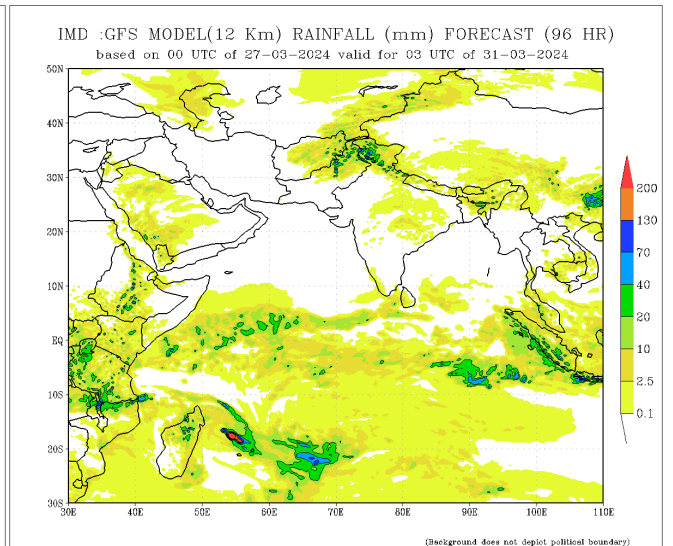 IMD :GFS MODEL(12 Km) RAINFALL (mm) FORECAST (96 HR)
based on 00 UTC of 27-03-2024 valid for 03 UTC of 31-03-2024
50N
40N
30N
20N
10N
EQ
10S
20S
30S
30E 40E 50E 60E 70E 80E 90E 100E 110E
200
130
70
40
20
10
2.5
0.1
(Background does not depict political boundary)